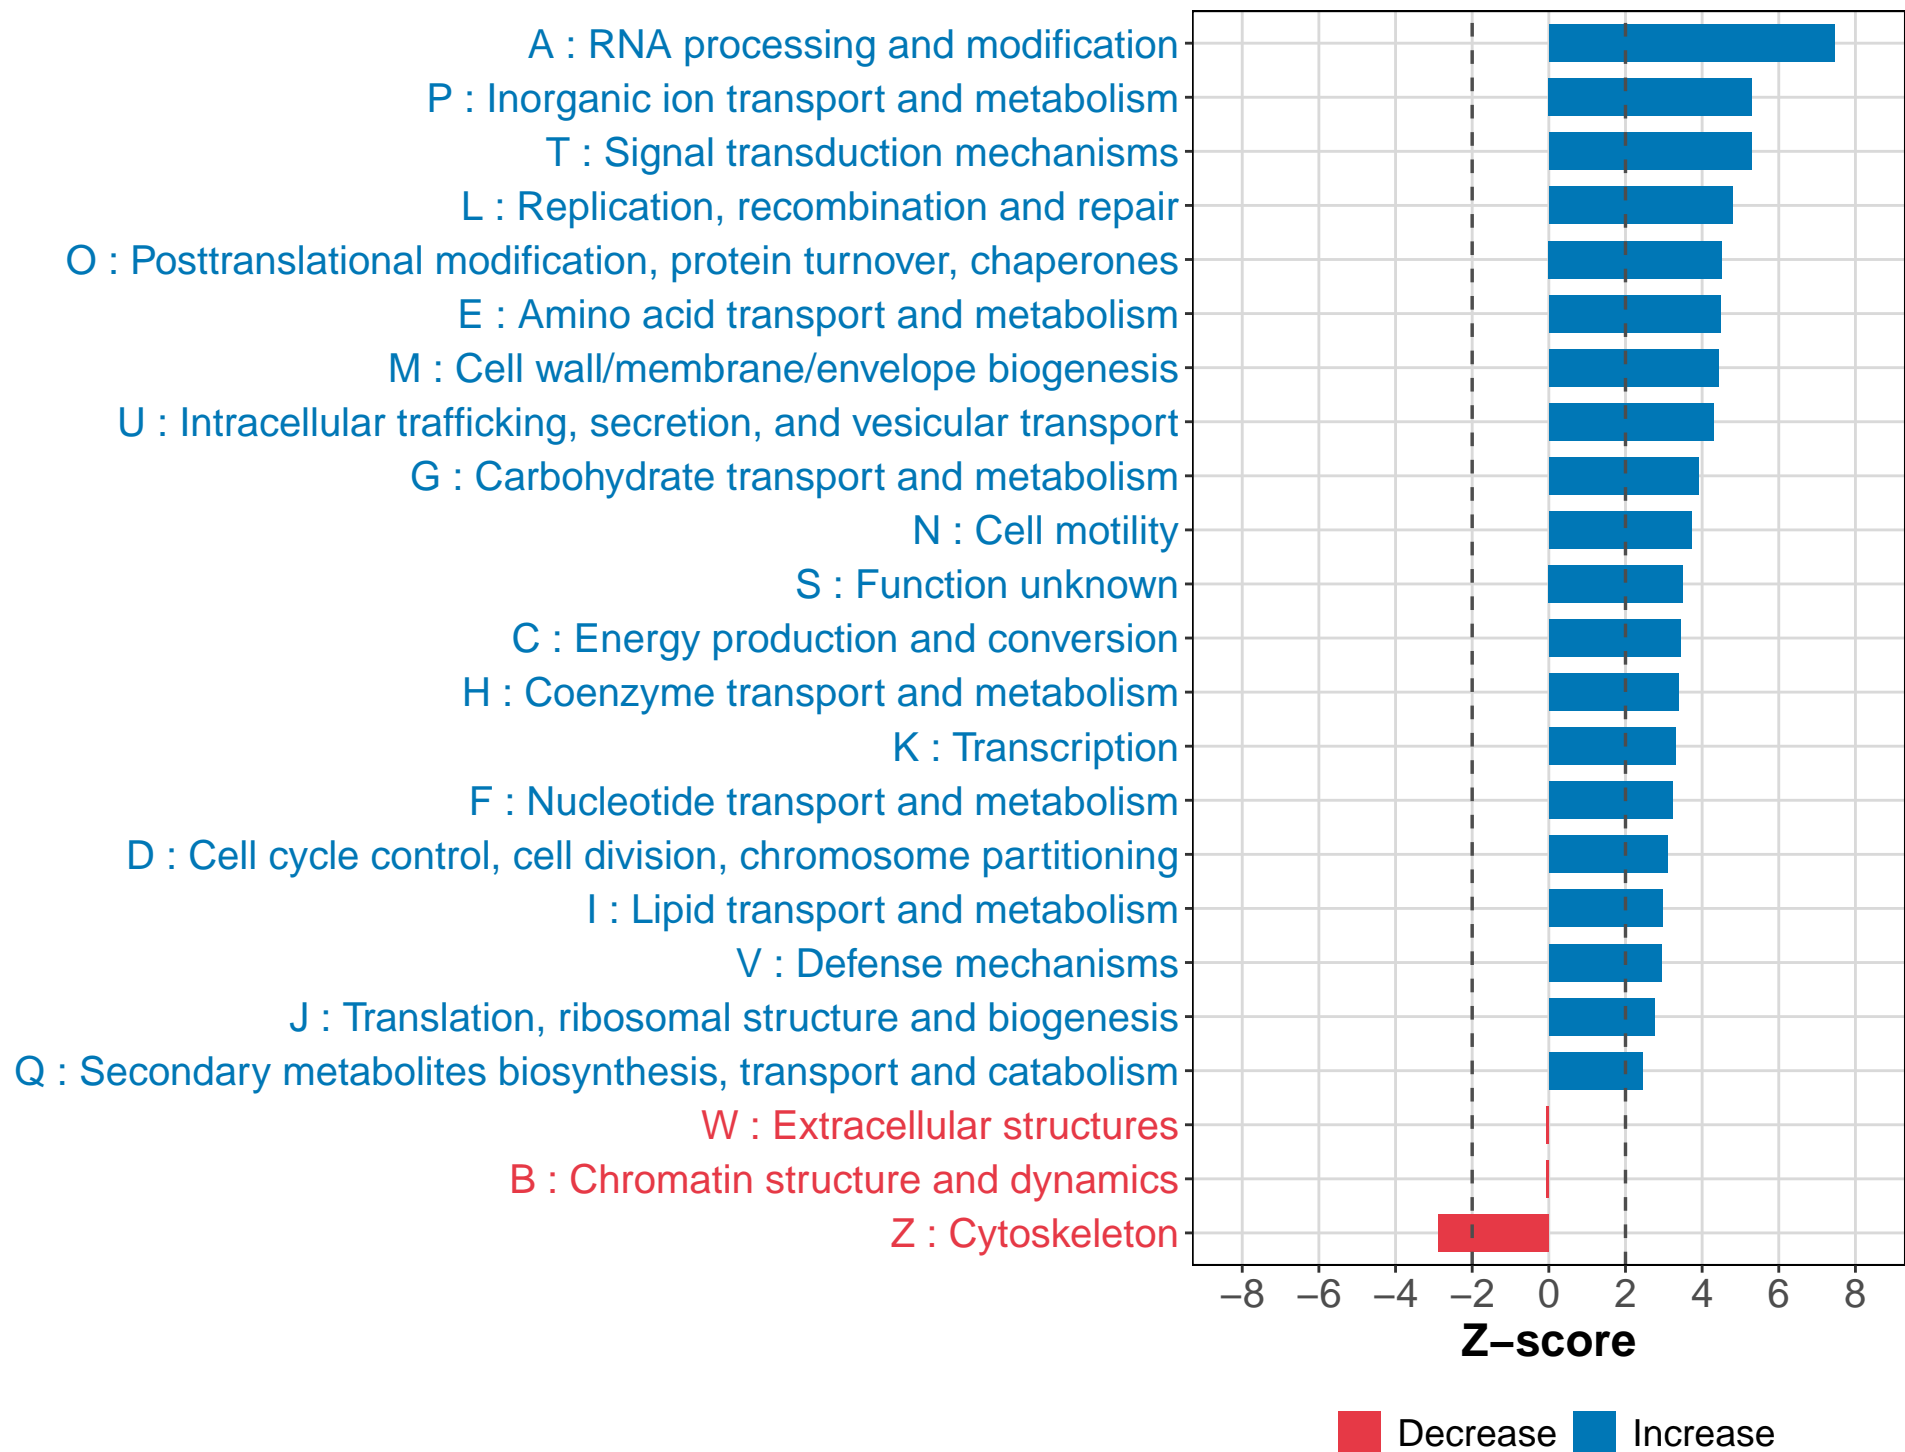 A : RNA processing and modification
P : Inorganic ion transport and metabolism
T : Signal transduction mechanisms
L : Replication, recombination and repair
O : Posttranslational modification, protein turnover, chaperones
E : Amino acid transport and metabolism
M : Cell wall/membrane/envelope biogenesis
U : Intracellular trafficking, secretion, and vesicular transport
G : Carbohydrate transport and metabolism
N : Cell motility
S : Function unknown
C : Energy production and conversion
H : Coenzyme transport and metabolism
K : Transcription
F : Nucleotide transport and metabolism
D : Cell cycle control, cell division, chromosome partitioning
I : Lipid transport and metabolism
V : Defense mechanisms
J : Translation, ribosomal structure and biogenesis
Q : Secondary metabolites biosynthesis, transport and catabolism
W : Extracellular structures
B : Chromatin structure and dynamics
Z : Cytoskeleton
−8 −6 −4 −2 0 2 4 6 8
Z−score
Decrease Increase